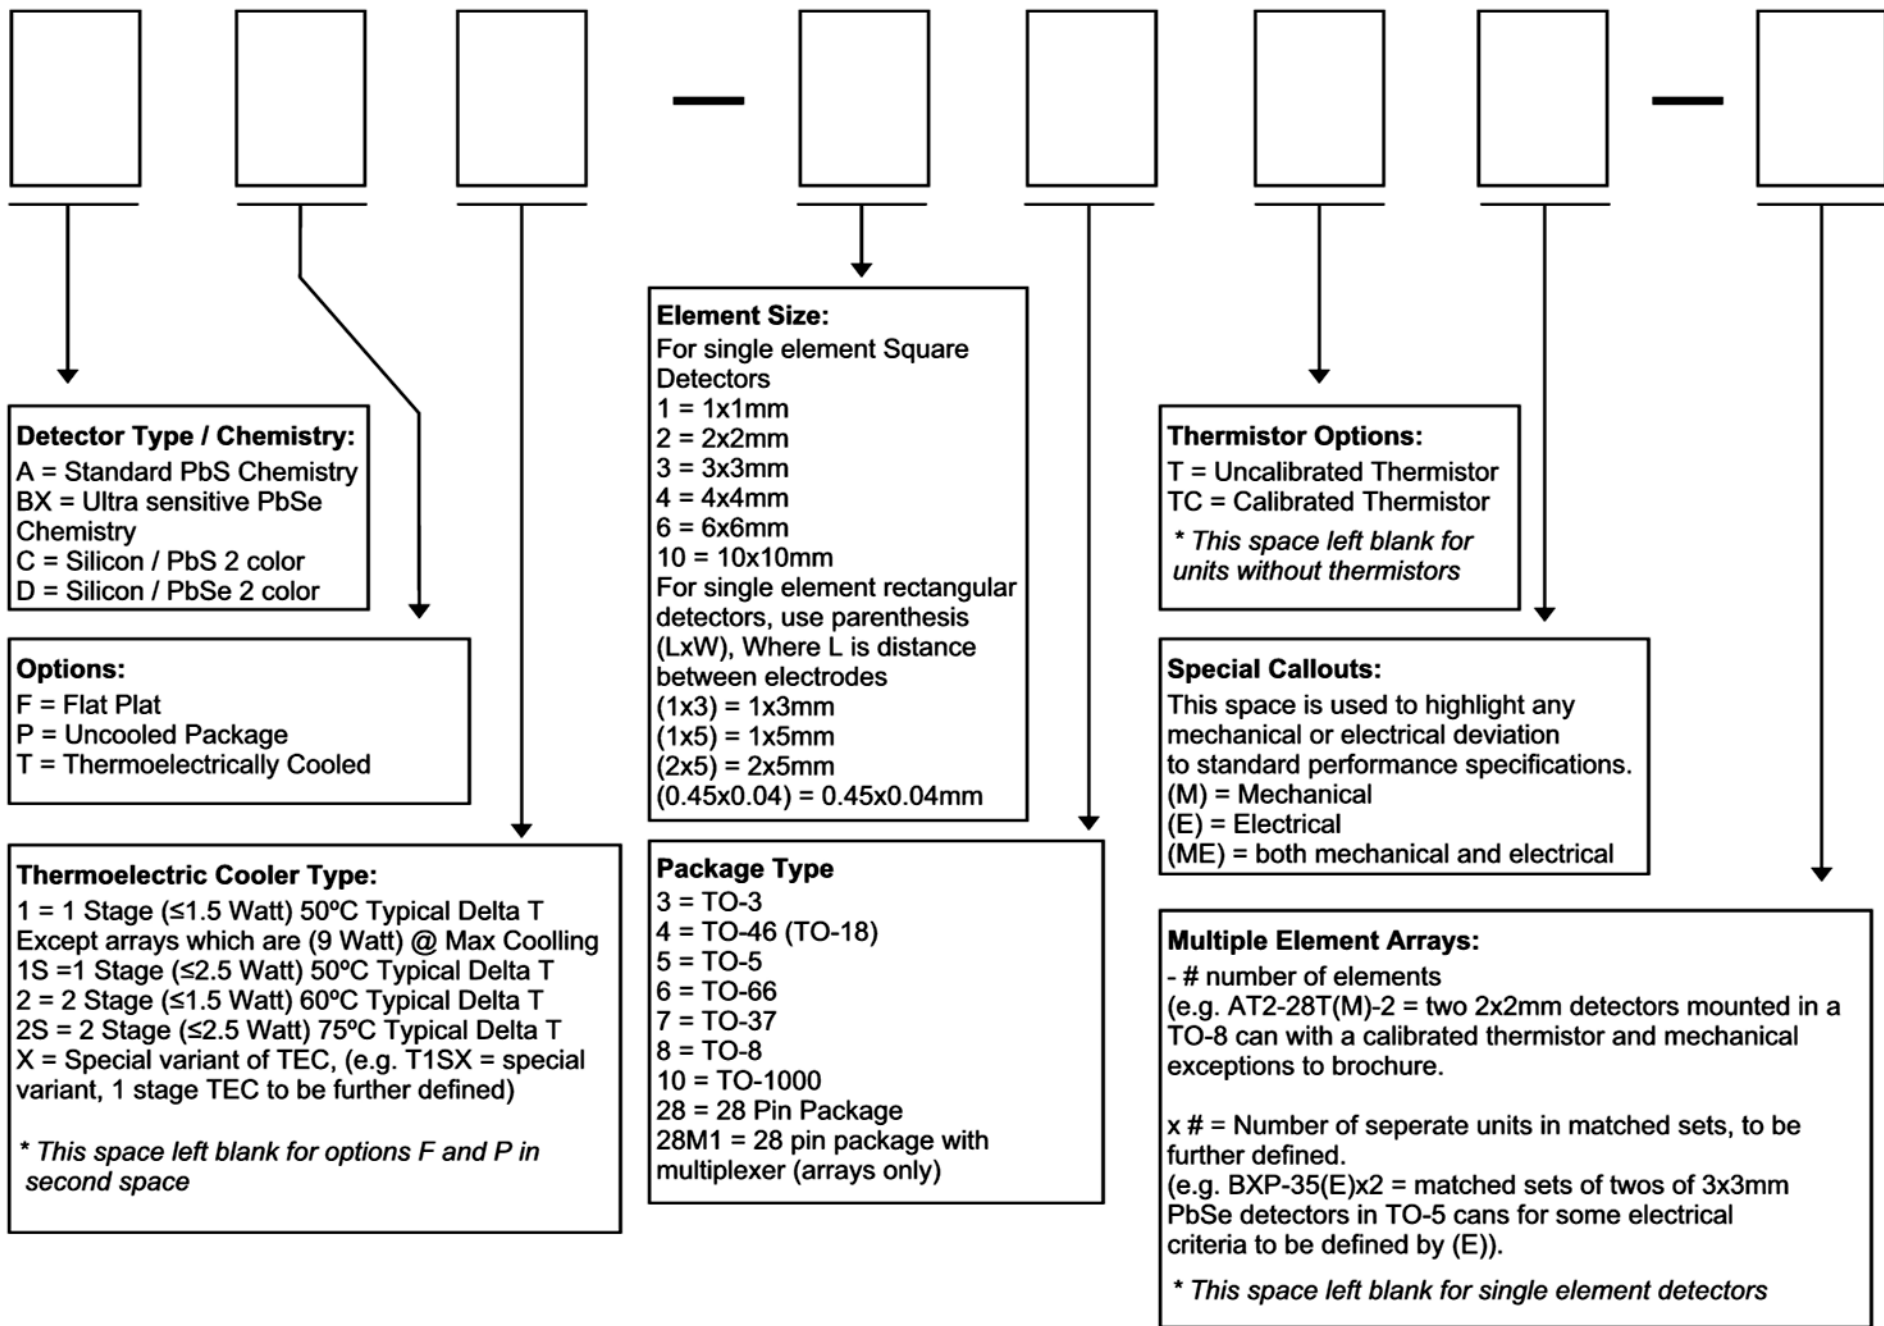 Detector Type / Chemistry:
A = Standard PbS Chemistry
BX = Ultra sensitive PbSe
Chemistry
C = Silicon / PbS 2 color
D = Silicon / PbSe 2 color
Options:
F = Flat Plat
P = Uncooled Package
T = Thermoelectrically Cooled
Thermoelectric Cooler Type:
1 = 1 Stage (≤1.5 Watt) 50ºC Typical Delta T
Except arrays which are (9 Watt) @ Max Coolling
1S =1 Stage (≤2.5 Watt) 50ºC Typical Delta T
2 = 2 Stage (≤1.5 Watt) 60ºC Typical Delta T
2S = 2 Stage (≤2.5 Watt) 75ºC Typical Delta T
X = Special variant of TEC, (e.g. T1SX = special
variant, 1 stage TEC to be further defined)
* This space left blank for options F and P in
second space
Element Size:
For single element Square
Detectors
1 = 1x1mm
2 = 2x2mm
3 = 3x3mm
4 = 4x4mm
6 = 6x6mm
10 = 10x10mm
For single element rectangular
detectors, use parenthesis
(LxW), Where L is distance
between electrodes
(1x3) = 1x3mm
(1x5) = 1x5mm
(2x5) = 2x5mm
(0.45x0.04) = 0.45x0.04mm
Package Type
3 = TO-3
4 = TO-46 (TO-18)
5 = TO-5
6 = TO-66
7 = TO-37
8 = TO-8
10 = TO-1000
28 = 28 Pin Package
28M1 = 28 pin package with
multiplexer (arrays only)
Thermistor Options:
T = Uncalibrated Thermistor
TC = Calibrated Thermistor
* This space left blank for
units without thermistors
Special Callouts:
This space is used to highlight any
mechanical or electrical deviation
to standard performance specifications.
(M) = Mechanical
(E) = Electrical
(ME) = both mechanical and electrical
Multiple Element Arrays:
- # number of elements
(e.g. AT2-28T(M)-2 = two 2x2mm detectors mounted in a
TO-8 can with a calibrated thermistor and mechanical
exceptions to brochure.
x # = Number of seperate units in matched sets, to be
further defined.
(e.g. BXP-35(E)x2 = matched sets of twos of 3x3mm
PbSe detectors in TO-5 cans for some electrical
criteria to be defined by (E)).
* This space left blank for single element detectors